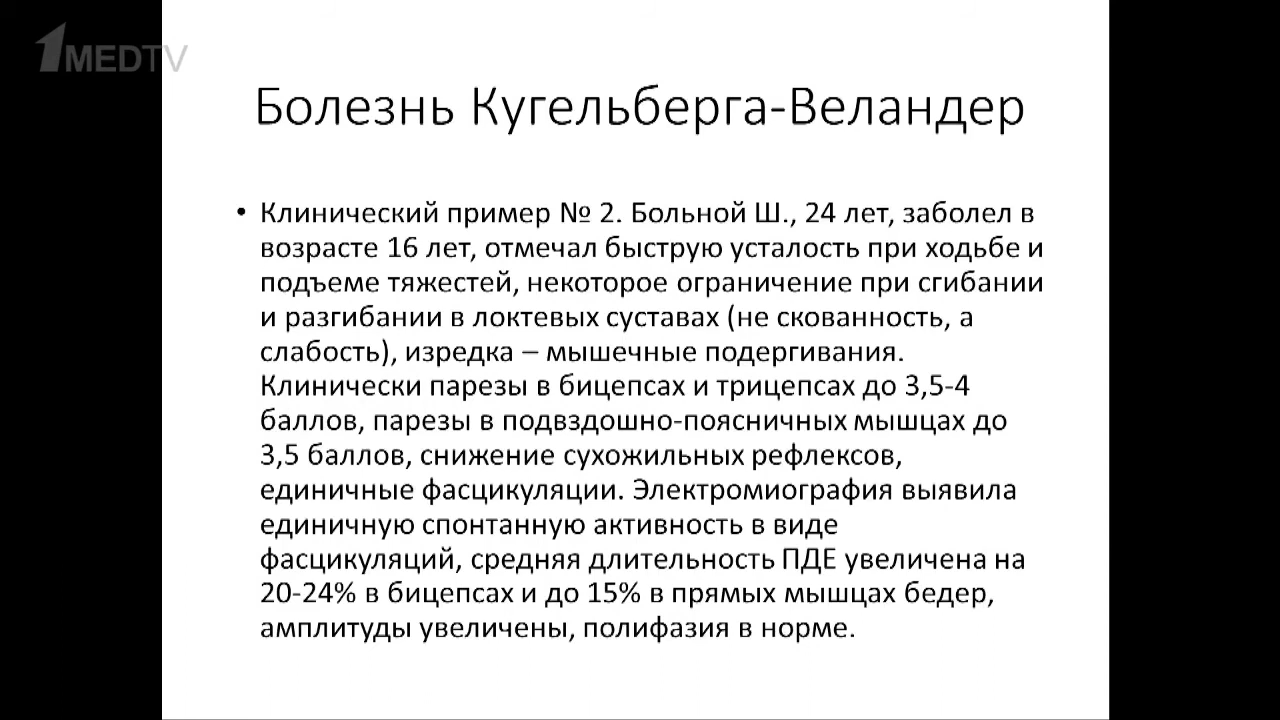 1MEDTV
Болезнь Кугельберга-Веландер
• Клинический пример № 2. Больной Ш., 24 лет, заболел в
возрасте 16 лет, отмечал быструю усталость при ходьбе и
подъеме тяжестей, некоторое ограничение при сгибании
и разгибании в локтевых суставах (не скованность, а
слабость), изредка – мышечные подергивания.
Клинически парезы в бицепсах и трицепсах до 3,5-4
баллов, парезы в подвздошно-поясничных мышцах до
3,5 баллов, снижение сухожильных рефлексов,
единичные фасцикуляции. Электромиография выявила
единичную спонтанную активность в виде
фасцикуляций, средняя длительность ПДЕ увеличена на
20-24% в бицепсах и до 15% в прямых мышцах бедер,
амплитуды увеличены, полифазия в норме.